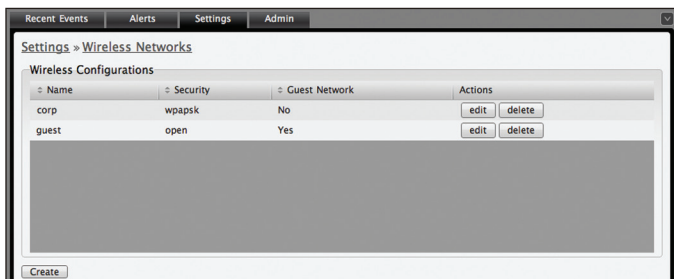 Recent Events Alerts Settings Admin
Settings » Wireless Networks
Wireless Configurations
Name Security Guest Network Actions
corp wpapsk No edit delete
guest open Yes edit delete
Create